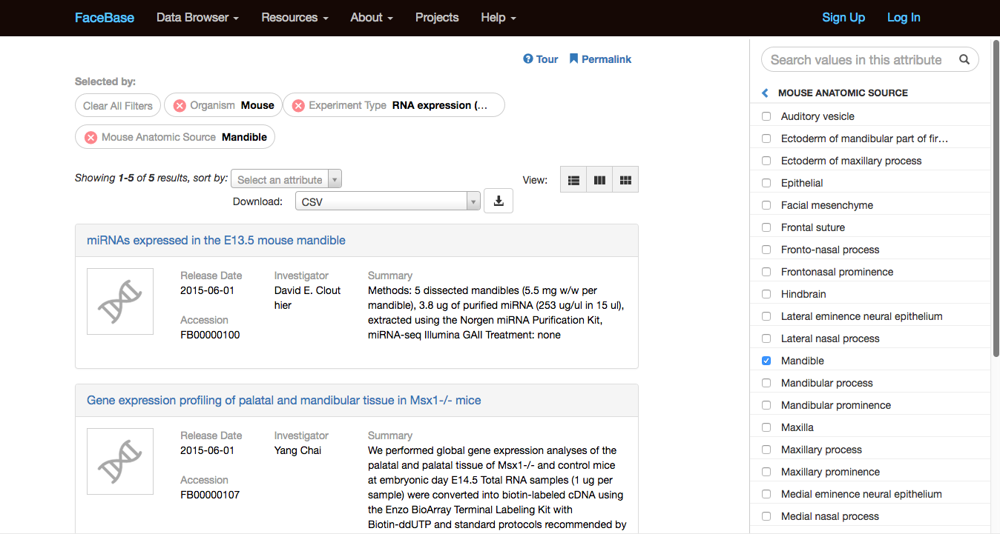 FaceBase Data Browser Resources About Projects Help Sign Up Log In
Tour Permalink
Selected by:
Clear All Filters Organism Mouse Experiment Type RNA expression (...
Mouse Anatomic Source Mandible
Showing 1-5 of 5 results, sort by: Select an attribute View:
Download: CSV
miRNAs expressed in the E13.5 mouse mandible
Release Date
2015-06-01
Accession
FB00000100
Investigator
David E. Clout
hier
Summary
Methods: 5 dissected mandibles (5.5 mg w/w per
mandible), 3.8 ug of purified miRNA (253 ug/ul in 15 ul),
extracted using the Norgen miRNA Purification Kit,
miRNA-seq Illumina GAII Treatment: none
Gene expression profiling of palatal and mandibular tissue in Msx1-/- mice
Release Date
2015-06-01
Accession
FB00000107
Investigator
Yang Chai
Summary
We performed global gene expression analyses of the
palatal and palatal tissue of Msx1-/- and control mice
at embryonic day E14.5 Total RNA samples (1 ug per
sample) were converted into biotin-labeled cDNA using
the Enzo BioArray Terminal Labeling Kit with
Biotin-ddUTP and standard protocols recommended by
Search values in this attribute
MOUSE ANATOMIC SOURCE
Auditory vesicle
Ectoderm of mandibular part of fir...
Ectoderm of maxillary process
Epithelial
Facial mesenchyme
Frontal suture
Fronto-nasal process
Frontonasal prominence
Hindbrain
Lateral eminence neural epithelium
Lateral nasal process
Mandible
Mandibular process
Mandibular prominence
Maxilla
Maxillary process
Maxillary prominence
Medial eminence neural epithelium
Medial nasal process